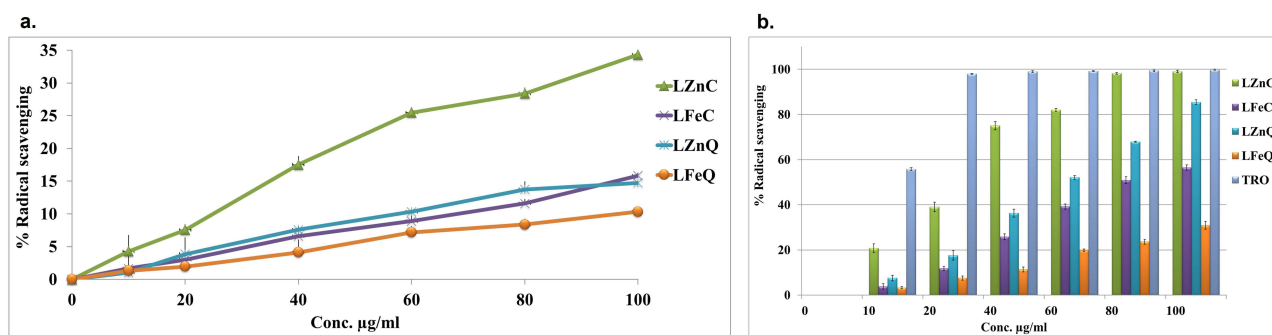 a.
% Radical scavenging
35
30
25
20
15
10
5
0
0 20 40 60 80 100
Conc. µg/ml
LZnC
LFeC
LZnQ
LFeQ
b.
% Radical scavenging
100
80
60
40
20
0
0 10 20 40 60 80 100
Conc. µg/ml
LZnC
LFeC
LZnQ
LFeQ
TRO